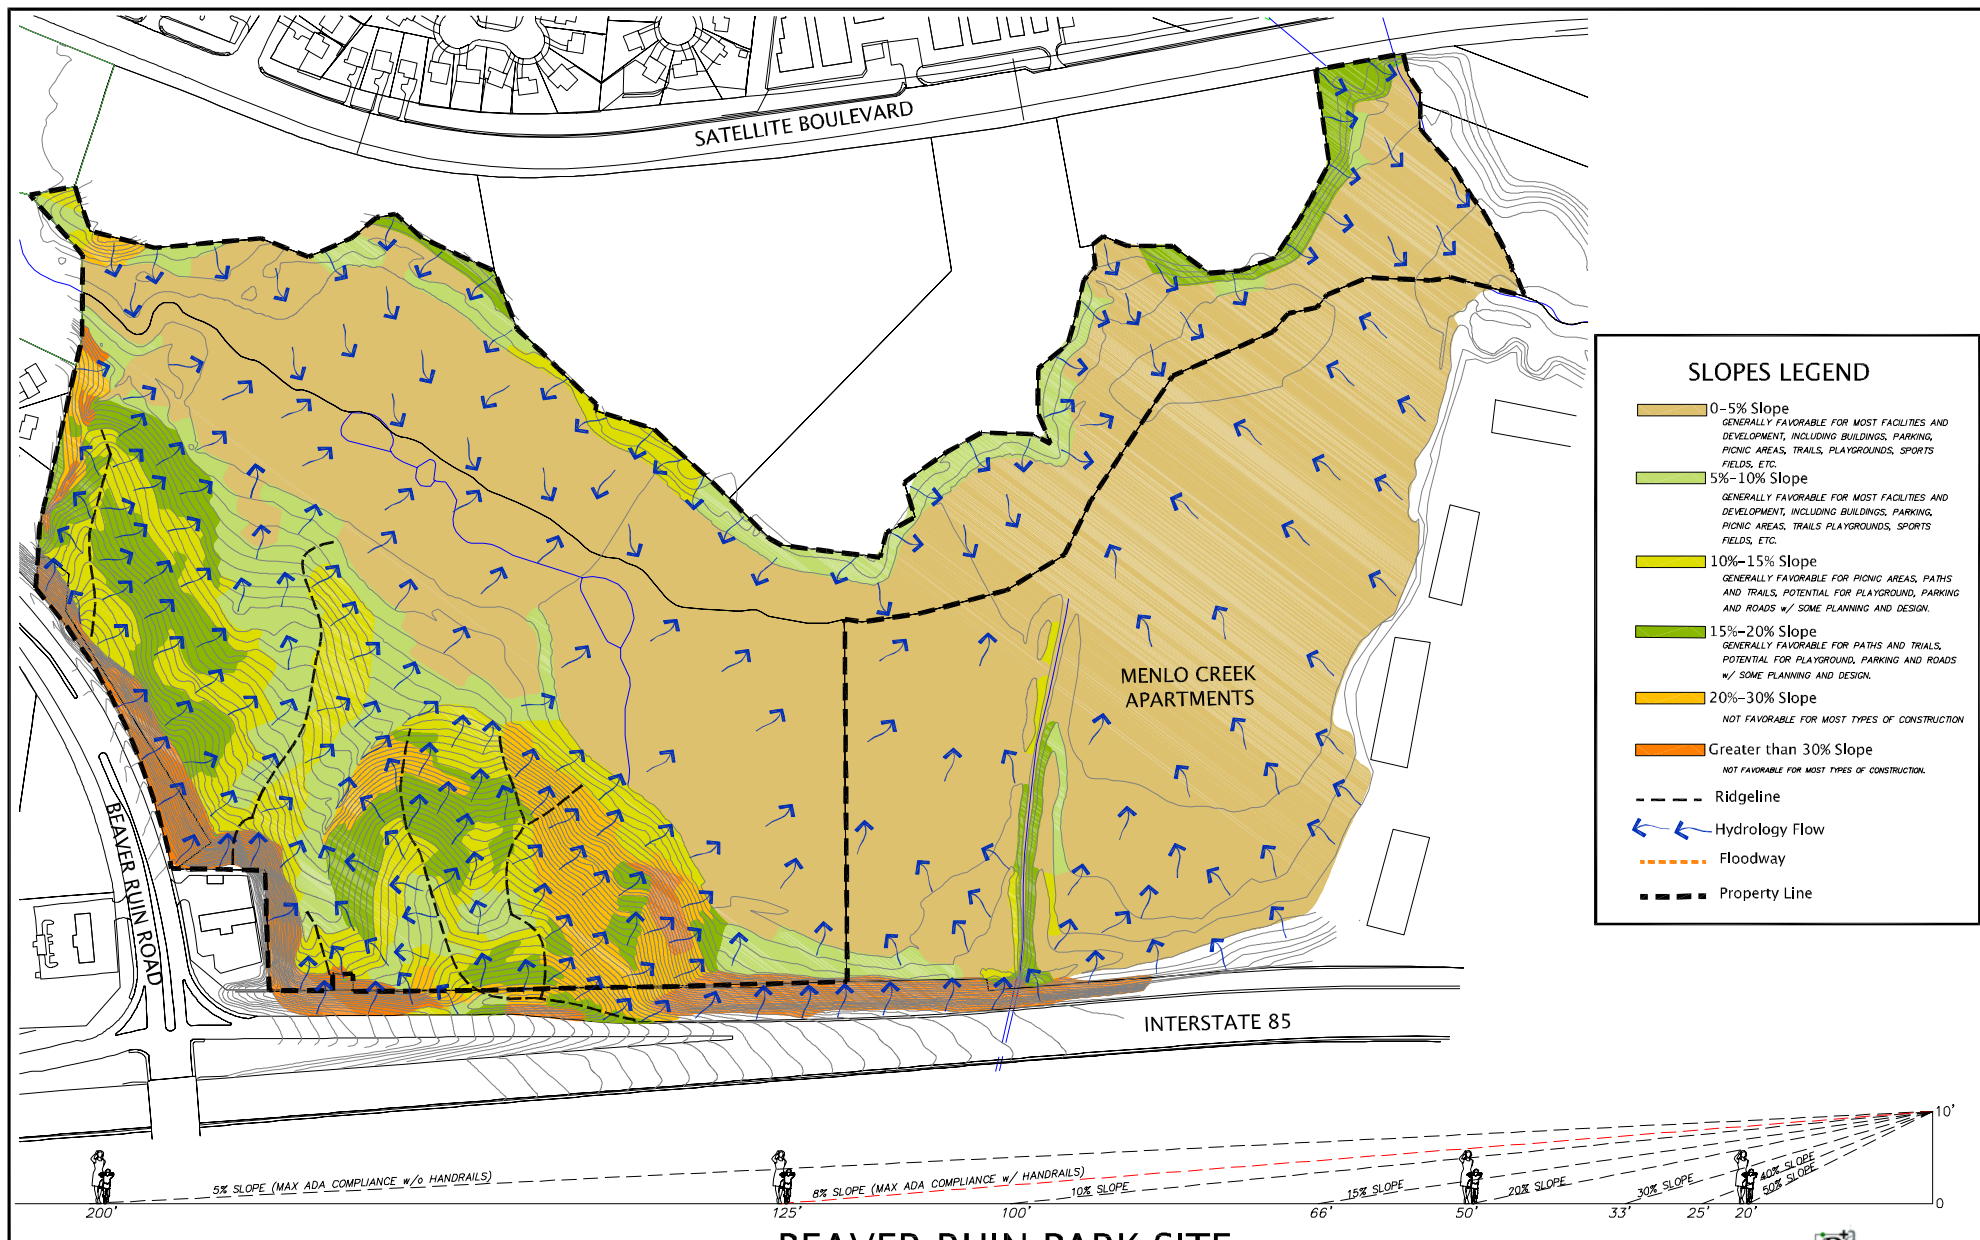 SATELLITE BOULEVARD
MENLO CREEK
APARTMENTS
BEAVER RUIN ROAD
INTERSTATE 85
SLOPES LEGEND
0-5% Slope
GENERALLY FAVORABLE FOR MOST FACILITIES AND
DEVELOPMENT, INCLUDING BUILDINGS, PARKING,
PICNIC AREAS, TRAILS, PLAYGROUNDS, SPORTS
FIELDS, ETC.
5%-10% Slope
GENERALLY FAVORABLE FOR MOST FACILITIES AND
DEVELOPMENT, INCLUDING BUILDINGS, PARKING,
PICNIC AREAS, TRAILS PLAYGROUNDS, SPORTS
FIELDS, ETC.
10%-15% Slope
GENERALLY FAVORABLE FOR PICNIC AREAS, PATHS
AND TRAILS, POTENTIAL FOR PLAYGROUND, PARKING
AND ROADS w/ SOME PLANNING AND DESIGN.
15%-20% Slope
GENERALLY FAVORABLE FOR PATHS AND TRIALS,
POTENTIAL FOR PLAYGROUND, PARKING AND ROADS
w/ SOME PLANNING AND DESIGN.
20%-30% Slope
NOT FAVORABLE FOR MOST TYPES OF CONSTRUCTION
Greater than 30% Slope
NOT FAVORABLE FOR MOST TYPES OF CONSTRUCTION.
Ridgeline
Hydrology Flow
Floodway
Property Line
10'
5% SLOPE (MAX ADA COMPLIANCE w/o HANDRAILS)
8% SLOPE (MAX ADA COMPLIANCE w/ HANDRAILS)
10% SLOPE
15% SLOPE
20% SLOPE
30% SLOPE
40% SLOPE
50% SLOPE
0
200'
125'
100'
66'
50'
33'
25'
20'
BEAVER RUIN PARK SITE